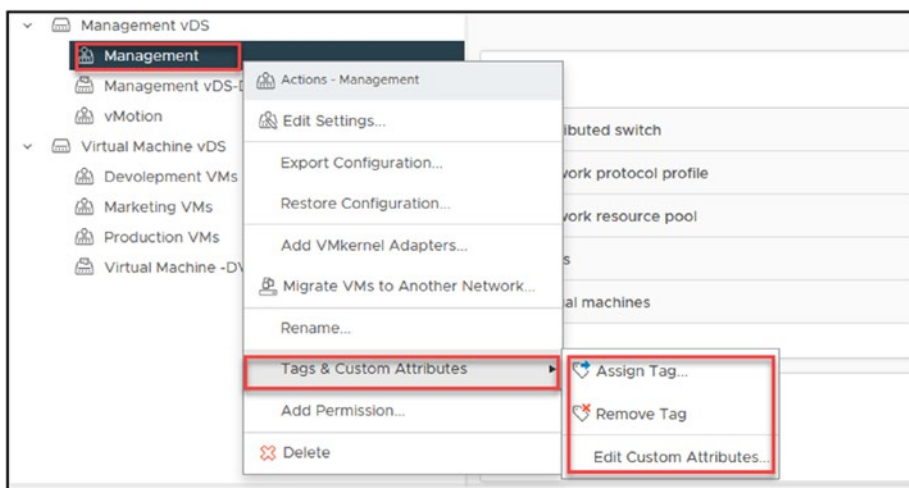 Management vDS
Management
Management vDS-D
vMotion
Virtual Machine vDS
Devolepment VMs
Marketing VMs
Production VMs
Virtual Machine -DV
Actions - Management
Edit Settings...
Export Configuration...
Restore Configuration...
Add VMkernel Adapters...
Migrate VMs to Another Network...
Rename...
Tags & Custom Attributes
Add Permission...
Delete
ibuted switch
work protocol profile
work resource pool
s
al machines
Assign Tag...
Remove Tag
Edit Custom Attributes...